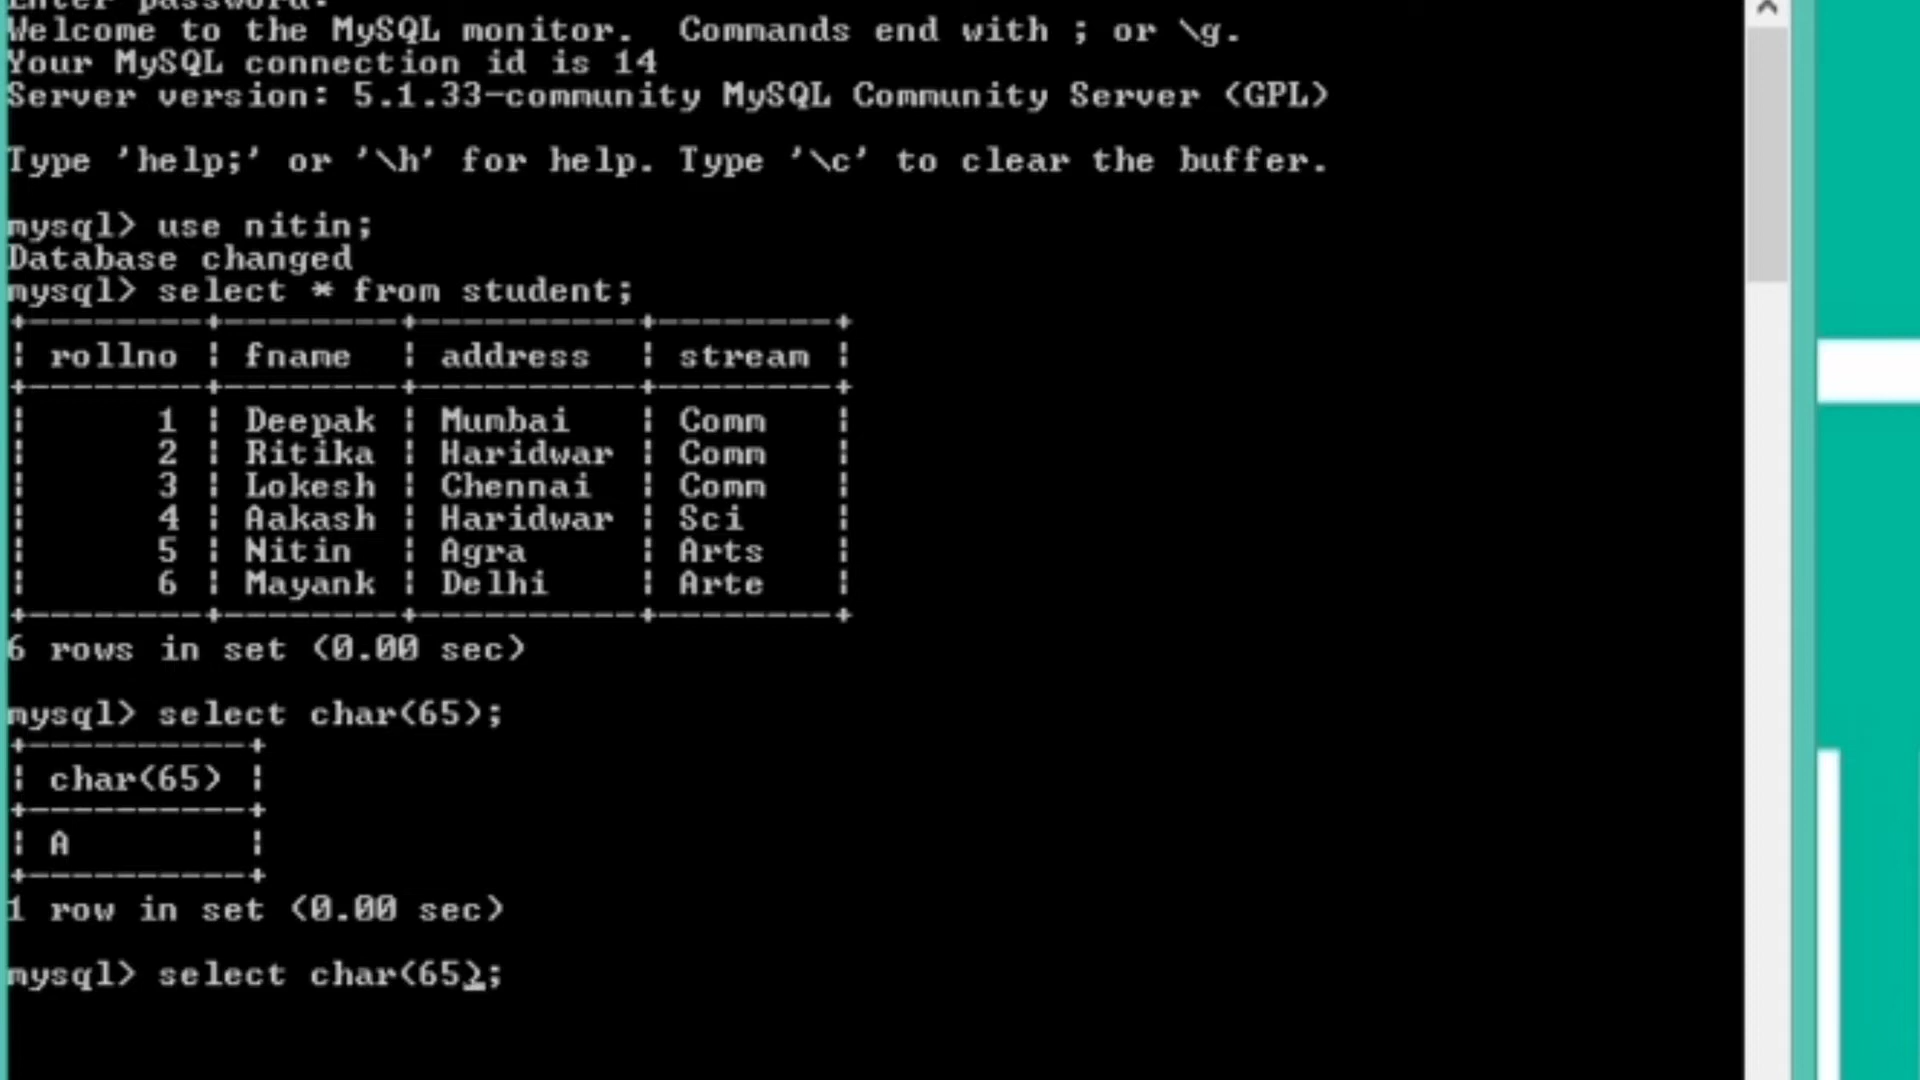 Enter password:
Welcome to the MySQL monitor.  Commands end with ; or \g.
Your MySQL connection id is 14
Server version: 5.1.33-community MySQL Community Server (GPL)
Type 'help;' or '\h' for help. Type '\c' to clear the buffer.
mysql> use nitin;
Database changed
mysql> select * from student;
+--------+--------+----------+--------+
| rollno | fname  | address  | stream |
+--------+--------+----------+--------+
|      1 | Deepak | Mumbai   | Comm   |
|      2 | Ritika | Haridwar | Comm   |
|      3 | Lokesh | Chennai  | Comm   |
|      4 | Aakash | Haridwar | Sci    |
|      5 | Nitin  | Agra     | Arts   |
|      6 | Mayank | Delhi    | Arte   |
+--------+--------+----------+--------+
6 rows in set (0.00 sec)
mysql> select char(65);
+----------+
| char(65) |
+----------+
| A        |
+----------+
1 row in set (0.00 sec)
mysql> select char(65);